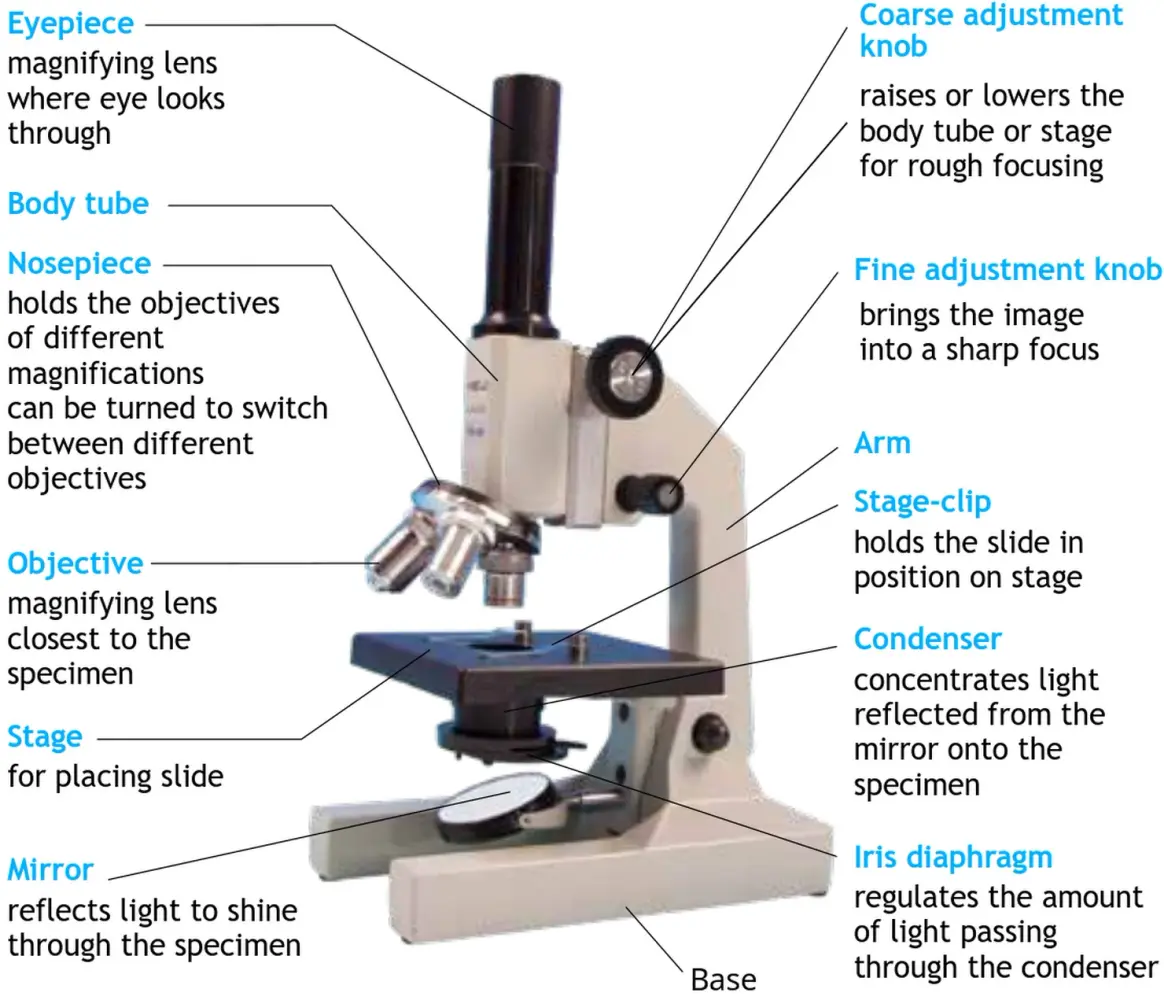 Eyepiece
magnifying lens
where eye looks
through
Body tube
Nosepiece
holds the objectives
of different
magnifications
can be turned to switch
between different
objectives
Objective
magnifying lens
closest to the
specimen
Stage
for placing slide
Mirror
reflects light to shine
through the specimen
Coarse adjustment
knob
raises or lowers the
body tube or stage
for rough focusing
Fine adjustment knob
brings the image
into a sharp focus
Arm
Stage-clip
holds the slide in
position on stage
Condenser
concentrates light
reflected from the
mirror onto the
specimen
Iris diaphragm
regulates the amount
of light passing
through the condenser
Base